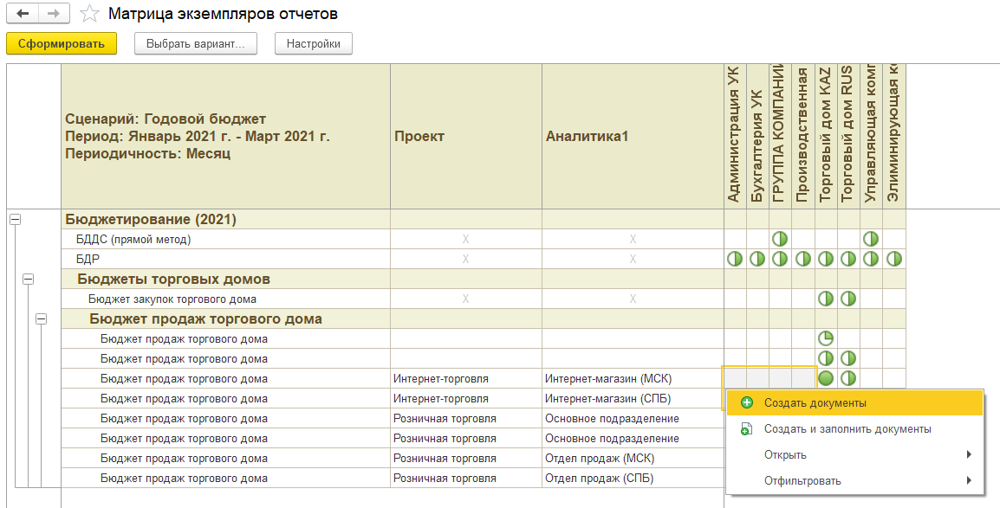 Матрица экземпляров отчетов
Сформировать
Выбрать вариант...
Настройки
Сценарий: Годовой бюджет
Период: Январь 2021 г. - Март 2021 г.
Периодичность: Месяц
Проект
Аналитика1
Администрация УК
Бухгалтерия УК
ГРУППА КОМПАНИЙ
Производственная
Торговый дом KAZ
Торговый дом RUS
Управляющая комп
Элиминирующая ко
Бюджетирование (2021)
БДДС (прямой метод) X X
БДР X X
Бюджеты торговых домов
Бюджет закупок торгового дома X X
Бюджет продаж торгового дома
Бюджет продаж торгового дома
Бюджет продаж торгового дома
Бюджет продаж торгового дома Интернет-торговля Интернет-магазин (МСК)
Бюджет продаж торгового дома Интернет-торговля Интернет-магазин (СПБ)
Бюджет продаж торгового дома Розничная торговля Основное подразделение
Бюджет продаж торгового дома Розничная торговля Основное подразделение
Бюджет продаж торгового дома Розничная торговля Отдел продаж (МСК)
Бюджет продаж торгового дома Розничная торговля Отдел продаж (СПБ)
Создать документы
Создать и заполнить документы
Открыть
Отфильтровать